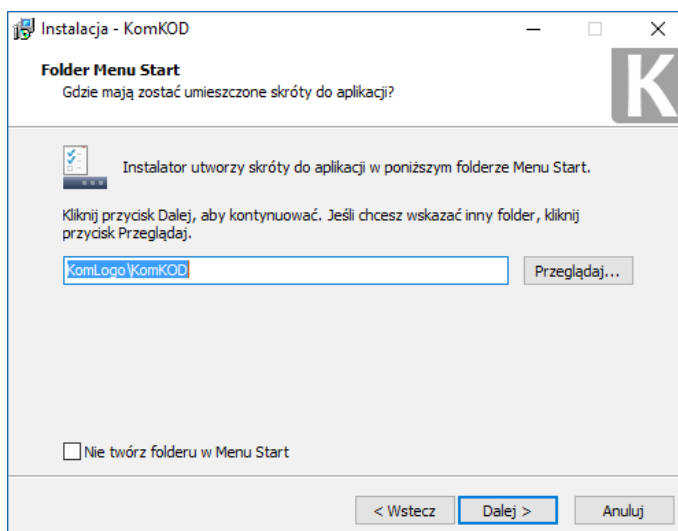 Instalacja - KomKOD
Folder Menu Start
Gdzie mają zostać umieszczone skróty do aplikacji?
K
Instalator utworzy skróty do aplikacji w poniższym folderze Menu Start.
Kliknij przycisk Dalej, aby kontynuować. Jeśli chcesz wskazać inny folder, kliknij
przycisk Przeglądaj.
KomLogo\KomKOD
Przeglądaj...
Nie twórz folderu w Menu Start
< Wstecz
Dalej >
Anuluj